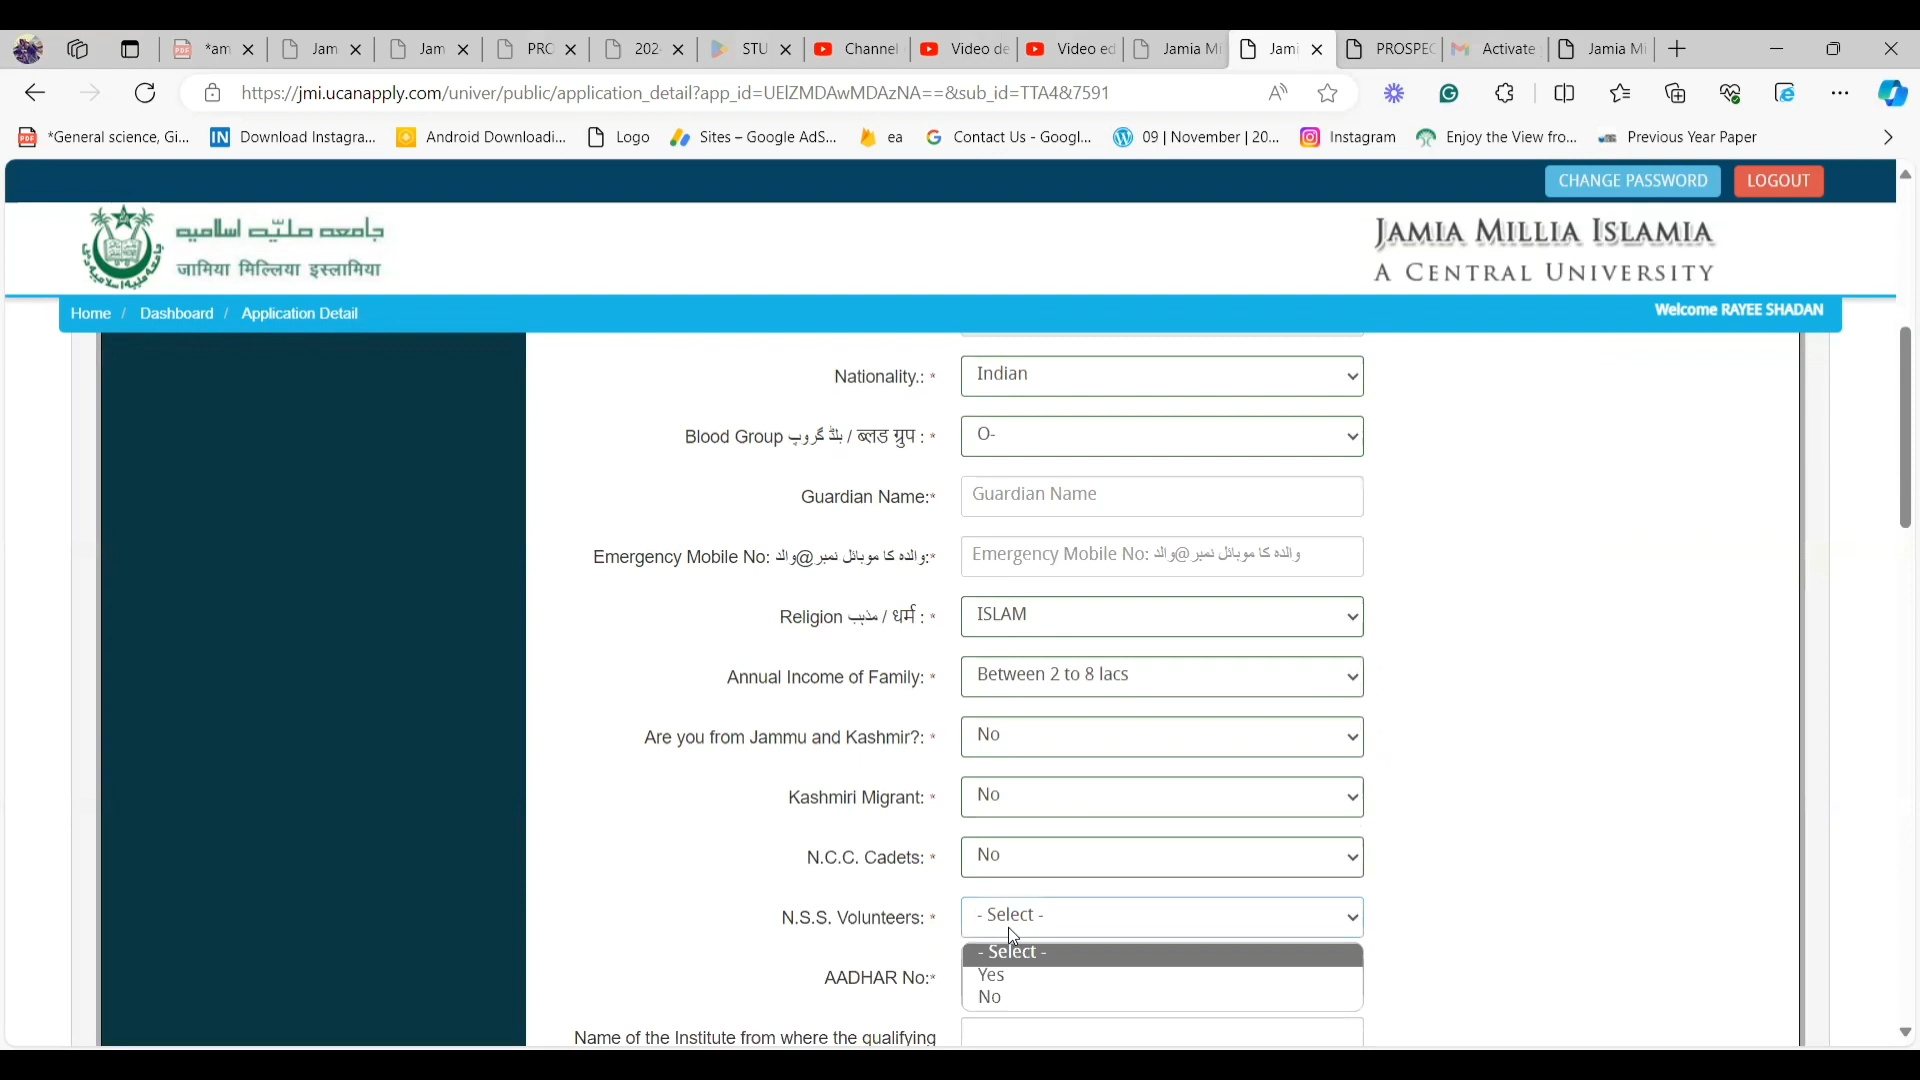 *am
Jam
Jam
PRO
202
STU
Channel
Video de
Video ed
Jamia Mi
Jami
PROSPEC
Activate
Jamia Mi
https://jmi.ucanapply.com/univer/public/application_detail?app_id=UElZMDAwMDAzNA==&sub_id=TTA4&7591
*General science, Gi...
Download Instagra...
Android Downloadi...
Logo
Sites – Google AdS...
ea
Contact Us - Googl...
09 | November | 20...
Instagram
Enjoy the View fro...
Previous Year Paper
CHANGE PASSWORD
LOGOUT
جامعہ ملیّہ اسلامیہ
जामिया मिल्लिया इस्लामिया
JAMIA MILLIA ISLAMIA
A CENTRAL UNIVERSITY
Home / Dashboard / Application Detail
Welcome RAYEE SHADAN
Nationality.: * Indian
Blood Group بلڈ گروپ / ब्लड ग्रुप : * O-
Guardian Name:* Guardian Name
Emergency Mobile No: والدہ کا موبائل نمبر@والد:* Emergency Mobile No: والدہ کا موبائل نمبر@والد
Religion مذہب / धर्म : * ISLAM
Annual Income of Family: * Between 2 to 8 lacs
Are you from Jammu and Kashmir?: * No
Kashmiri Migrant: * No
N.C.C. Cadets: * No
N.S.S. Volunteers: * - Select -
- Select -
Yes
No
AADHAR No:*
Name of the Institute from where the qualifying